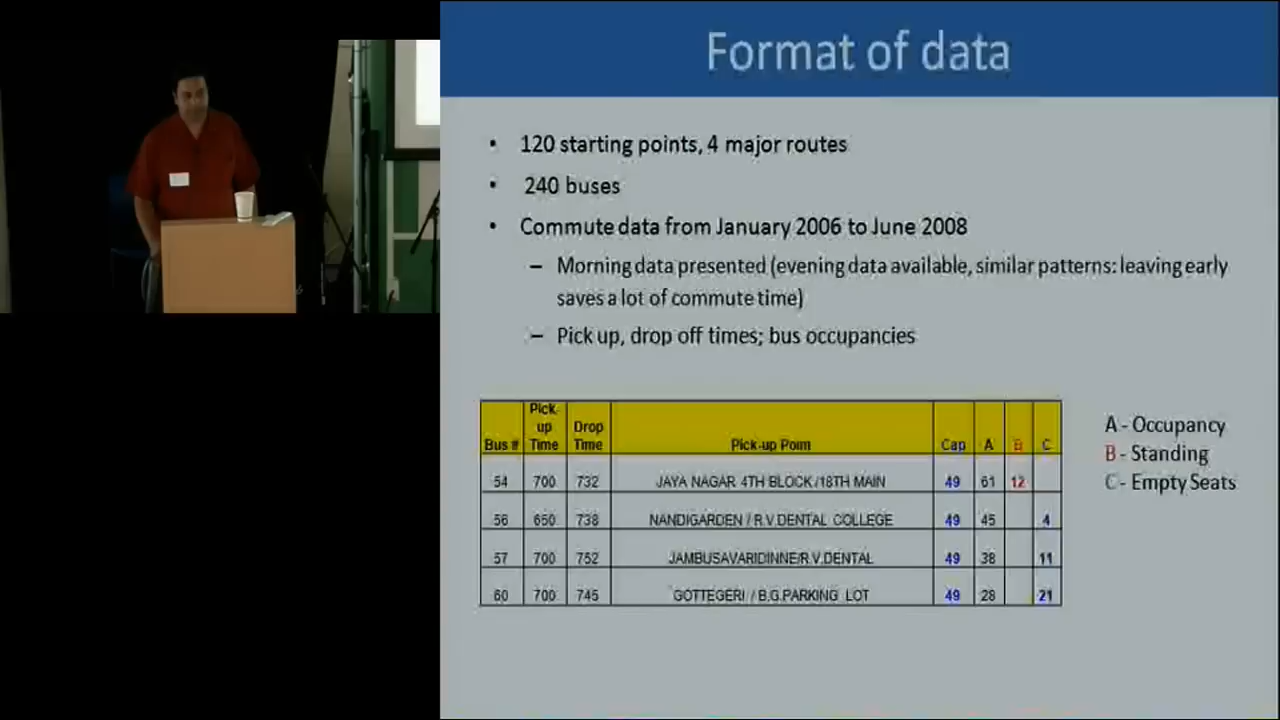 Format of data
• 120 starting points, 4 major routes
• 240 buses
• Commute data from January 2006 to June 2008
– Morning data presented (evening data available, similar patterns: leaving early
saves a lot of commute time)
– Pick up, drop off times; bus occupancies
Bus # Pick-up Time Drop Time Pick-up Point Cap A B C
54 700 732 JAYA NAGAR 4TH BLOCK /18TH MAIN 49 61 12
56 650 738 NANDIGARDEN / R.V.DENTAL COLLEGE 49 45 4
57 700 752 JAMBUSAVARIDINNE/R.V.DENTAL 49 38 11
60 700 745 GOTTEGERI / B.G.PARKING LOT 49 28 21
A - Occupancy
B - Standing
C - Empty Seats